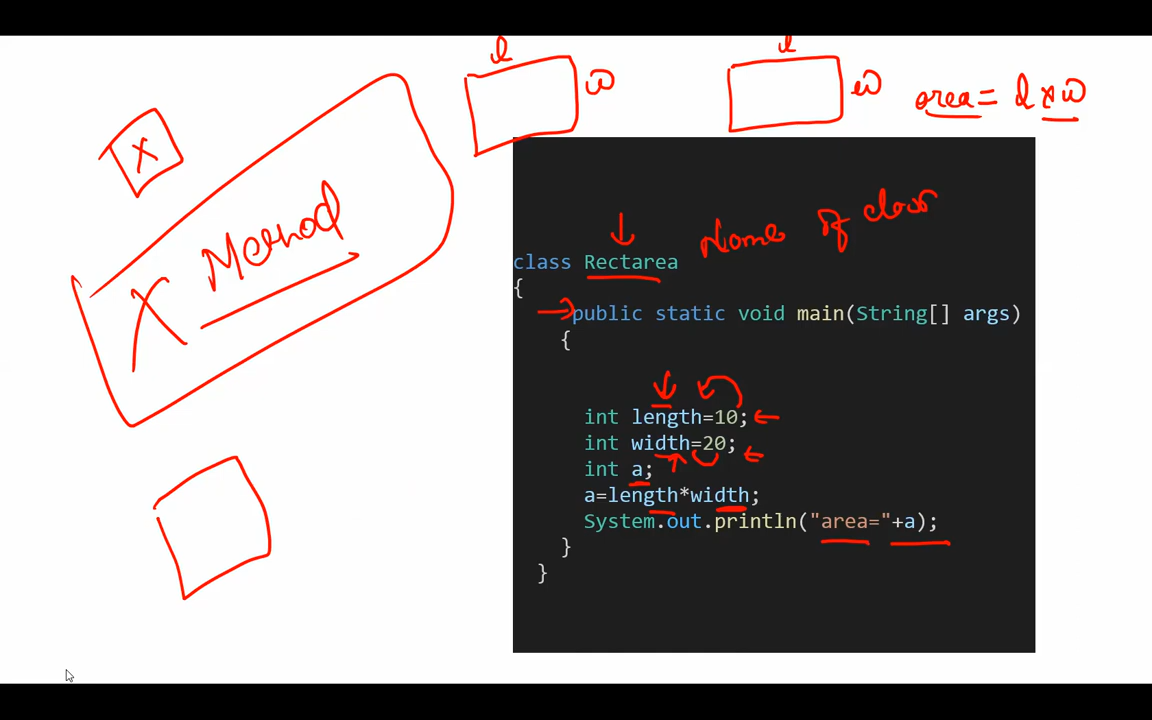 l
l
w
w
area = l x w
X
X Method
Name of class
class Rectarea
{
public static void main(String[] args)
{
int length=10;
int width=20;
int a;
a=length*width;
System.out.println("area="+a);
}
}